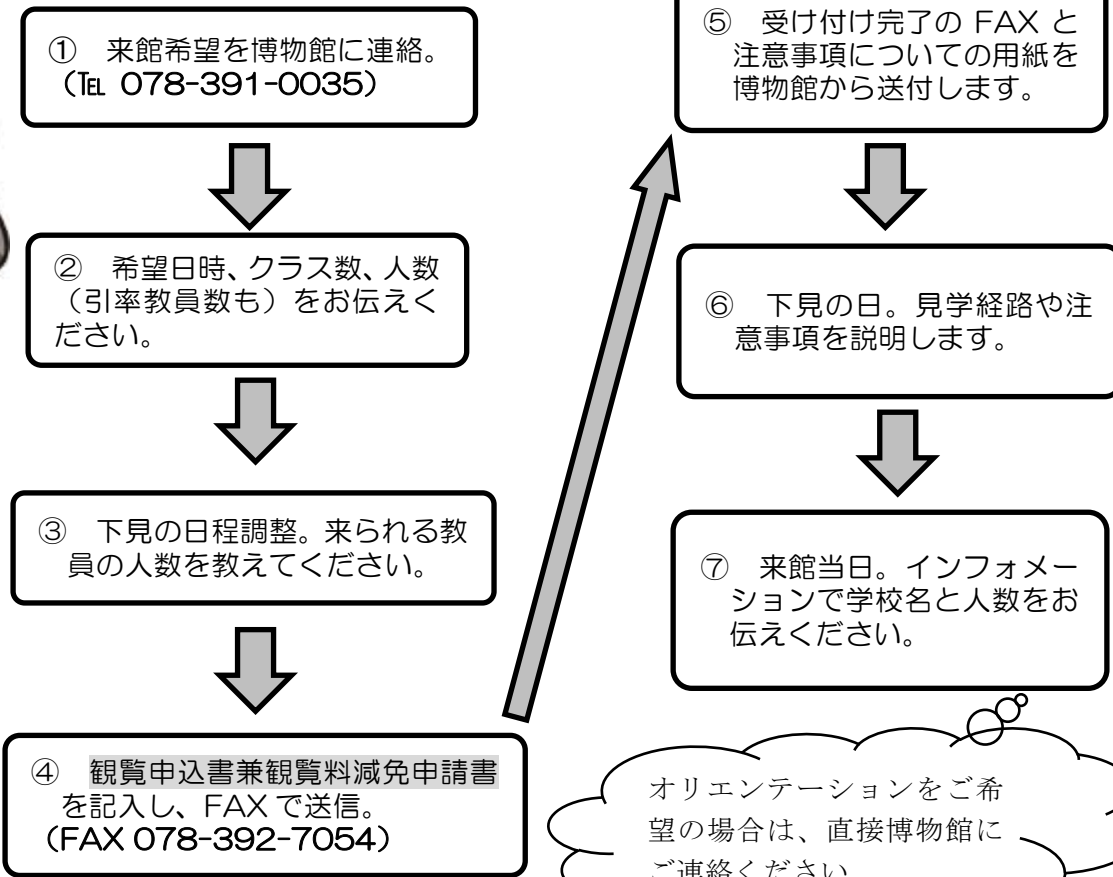 ① 来館希望を博物館に連絡。
(℡ 078-391-0035)
② 希望日時、クラス数、人数
(引率教員数も)をお伝えく
ださい。
③ 下見の日程調整。来られる教
員の人数を教えてください。
④ 観覧申込書兼観覧料減免申請書
を記入し、FAX で送信。
(FAX 078-392-7054)
⑤ 受け付け完了の FAX と
注意事項についての用紙を
博物館から送付します。
⑥ 下見の日。見学経路や注
意事項を説明します。
⑦ 来館当日。インフォメー
ションで学校名と人数をお
伝えください。
オリエンテーションをご希
望の場合は、直接博物館に
ご連絡ください